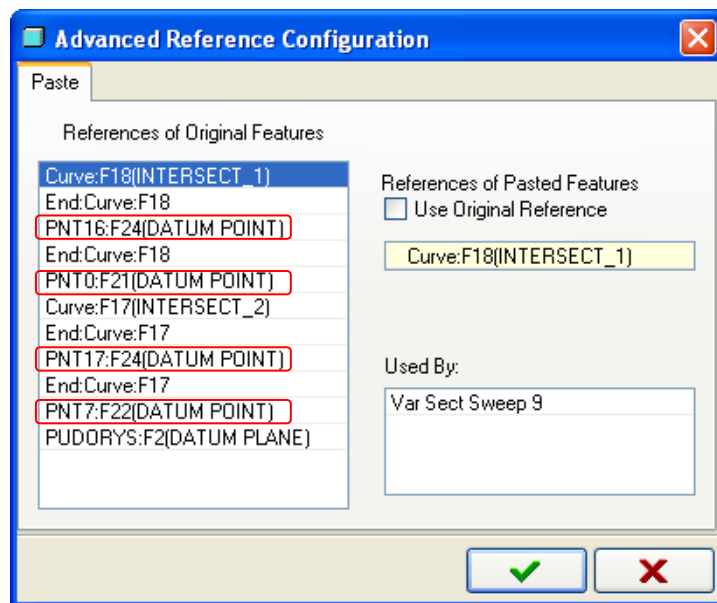 Advanced Reference Configuration
Paste
References of Original Features
Curve:F18(INTERSECT_1)
End:Curve:F18
PNT16:F24(DATUM POINT)
End:Curve:F18
PNT0:F21(DATUM POINT)
Curve:F17(INTERSECT_2)
End:Curve:F17
PNT17:F24(DATUM POINT)
End:Curve:F17
PNT7:F22(DATUM POINT)
PUDORYS:F2(DATUM PLANE)
References of Pasted Features
Use Original Reference
Curve:F18(INTERSECT_1)
Used By:
Var Sect Sweep 9